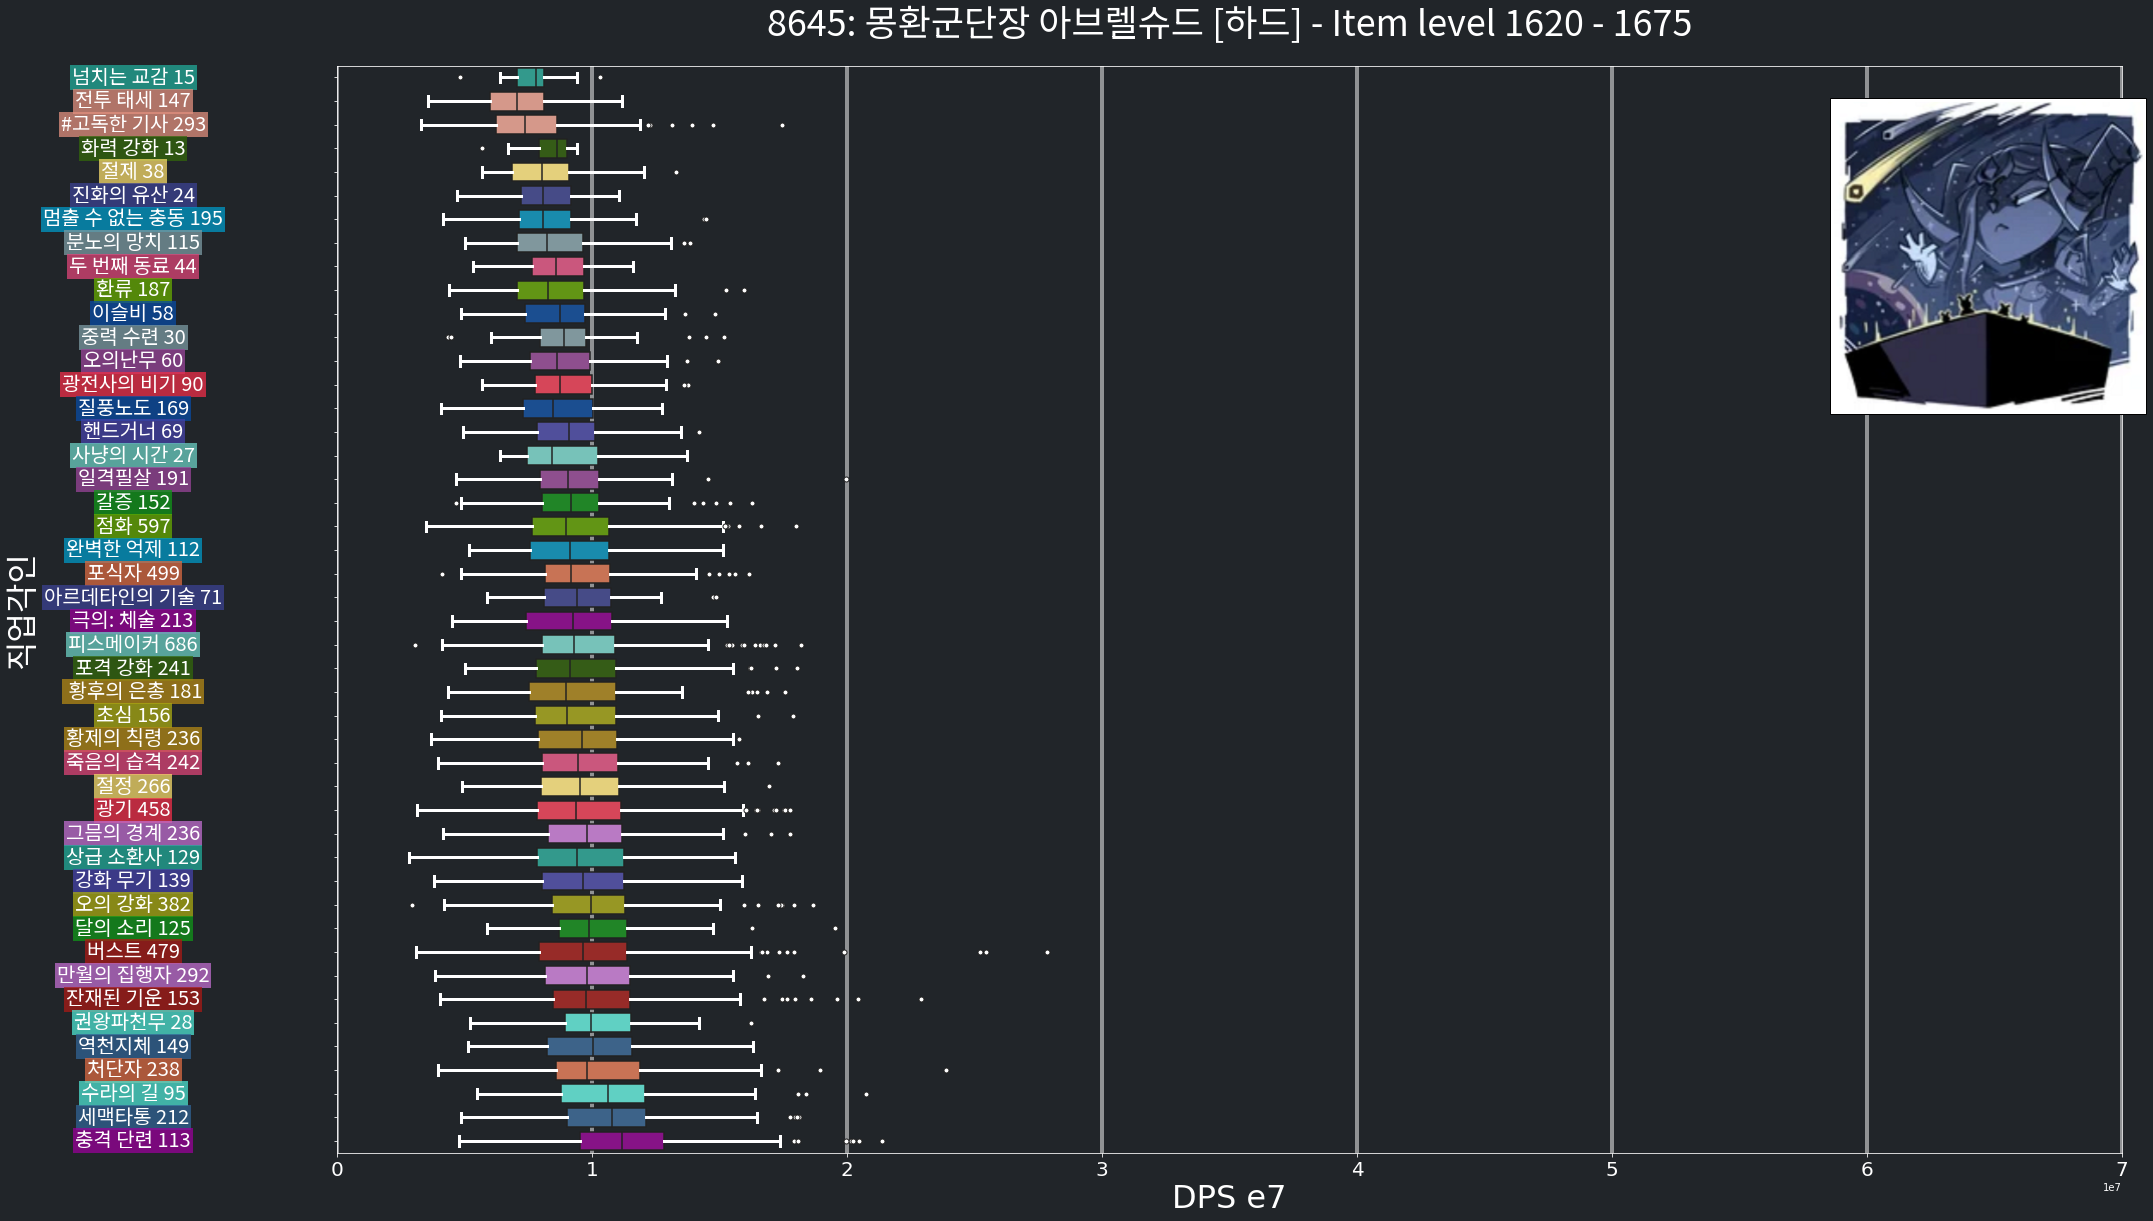 8645: 몽환군단장 아브렐슈드 [하드] - Item level 1620 - 1675
직업각인
넘치는 교감 15
전투 태세 147
#고독한 기사 293
화력 강화 13
절제 38
진화의 유산 24
멈출 수 없는 충동 195
분노의 망치 115
두 번째 동료 44
환류 187
이슬비 58
중력 수련 30
오의난무 60
광전사의 비기 90
질풍노도 169
핸드거너 69
사냥의 시간 27
일격필살 191
갈증 152
점화 597
완벽한 억제 112
포식자 499
아르데타인의 기술 71
극의: 체술 213
피스메이커 686
포격 강화 241
황후의 은총 181
초심 156
황제의 칙령 236
죽음의 습격 242
절정 266
광기 458
그믐의 경계 236
상급 소환사 129
강화 무기 139
오의 강화 382
달의 소리 125
버스트 479
만월의 집행자 292
잔재된 기운 153
권왕파천무 28
역천지체 149
처단자 238
수라의 길 95
세맥타통 212
충격 단련 113
0 1 2 3 4 5 6 7
1e7
DPS e7